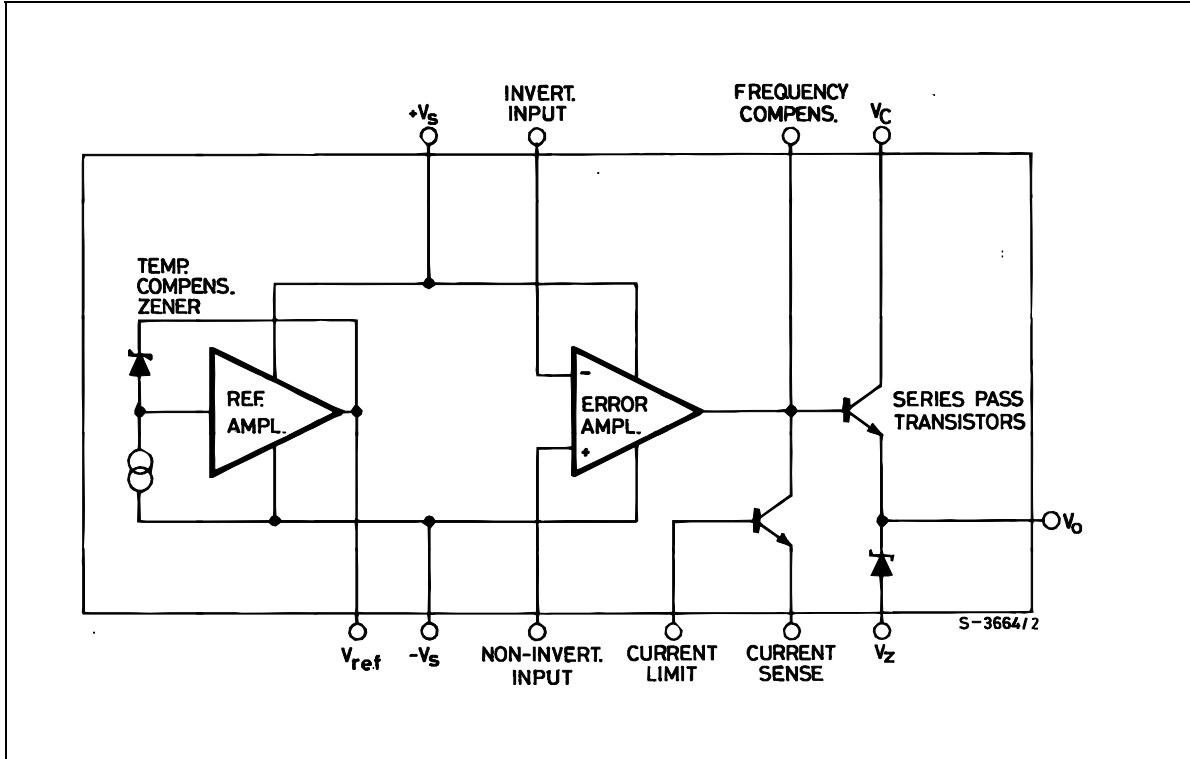 +VS
INVERT.
INPUT
FREQUENCY
COMPENS.
VC
TEMP.
COMPENS.
ZENER
REF.
AMPL.
-
ERROR
AMPL.
+
SERIES PASS
TRANSISTORS
Vo
S-3664/2
Vref
-VS
NON-INVERT.
INPUT
CURRENT
LIMIT
CURRENT
SENSE
VZ